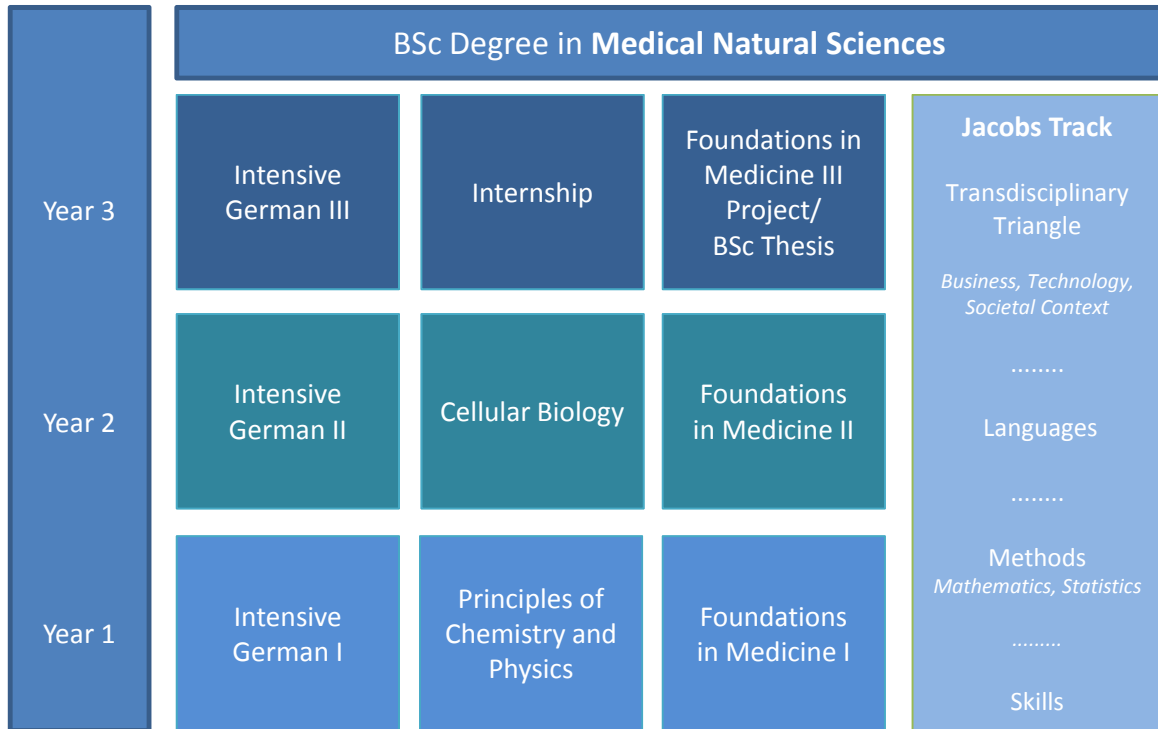 BSc Degree in Medical Natural Sciences
Year 3
Intensive
German III
Internship
Foundations in
Medicine III
Project/
BSc Thesis
Year 2
Intensive
German II
Cellular Biology
Foundations
in Medicine II
Year 1
Intensive
German I
Principles of
Chemistry and
Physics
Foundations
in Medicine I
Jacobs Track
Transdisciplinary
Triangle
Business, Technology,
Societal Context
........
Languages
........
Methods
Mathematics, Statistics
.........
Skills